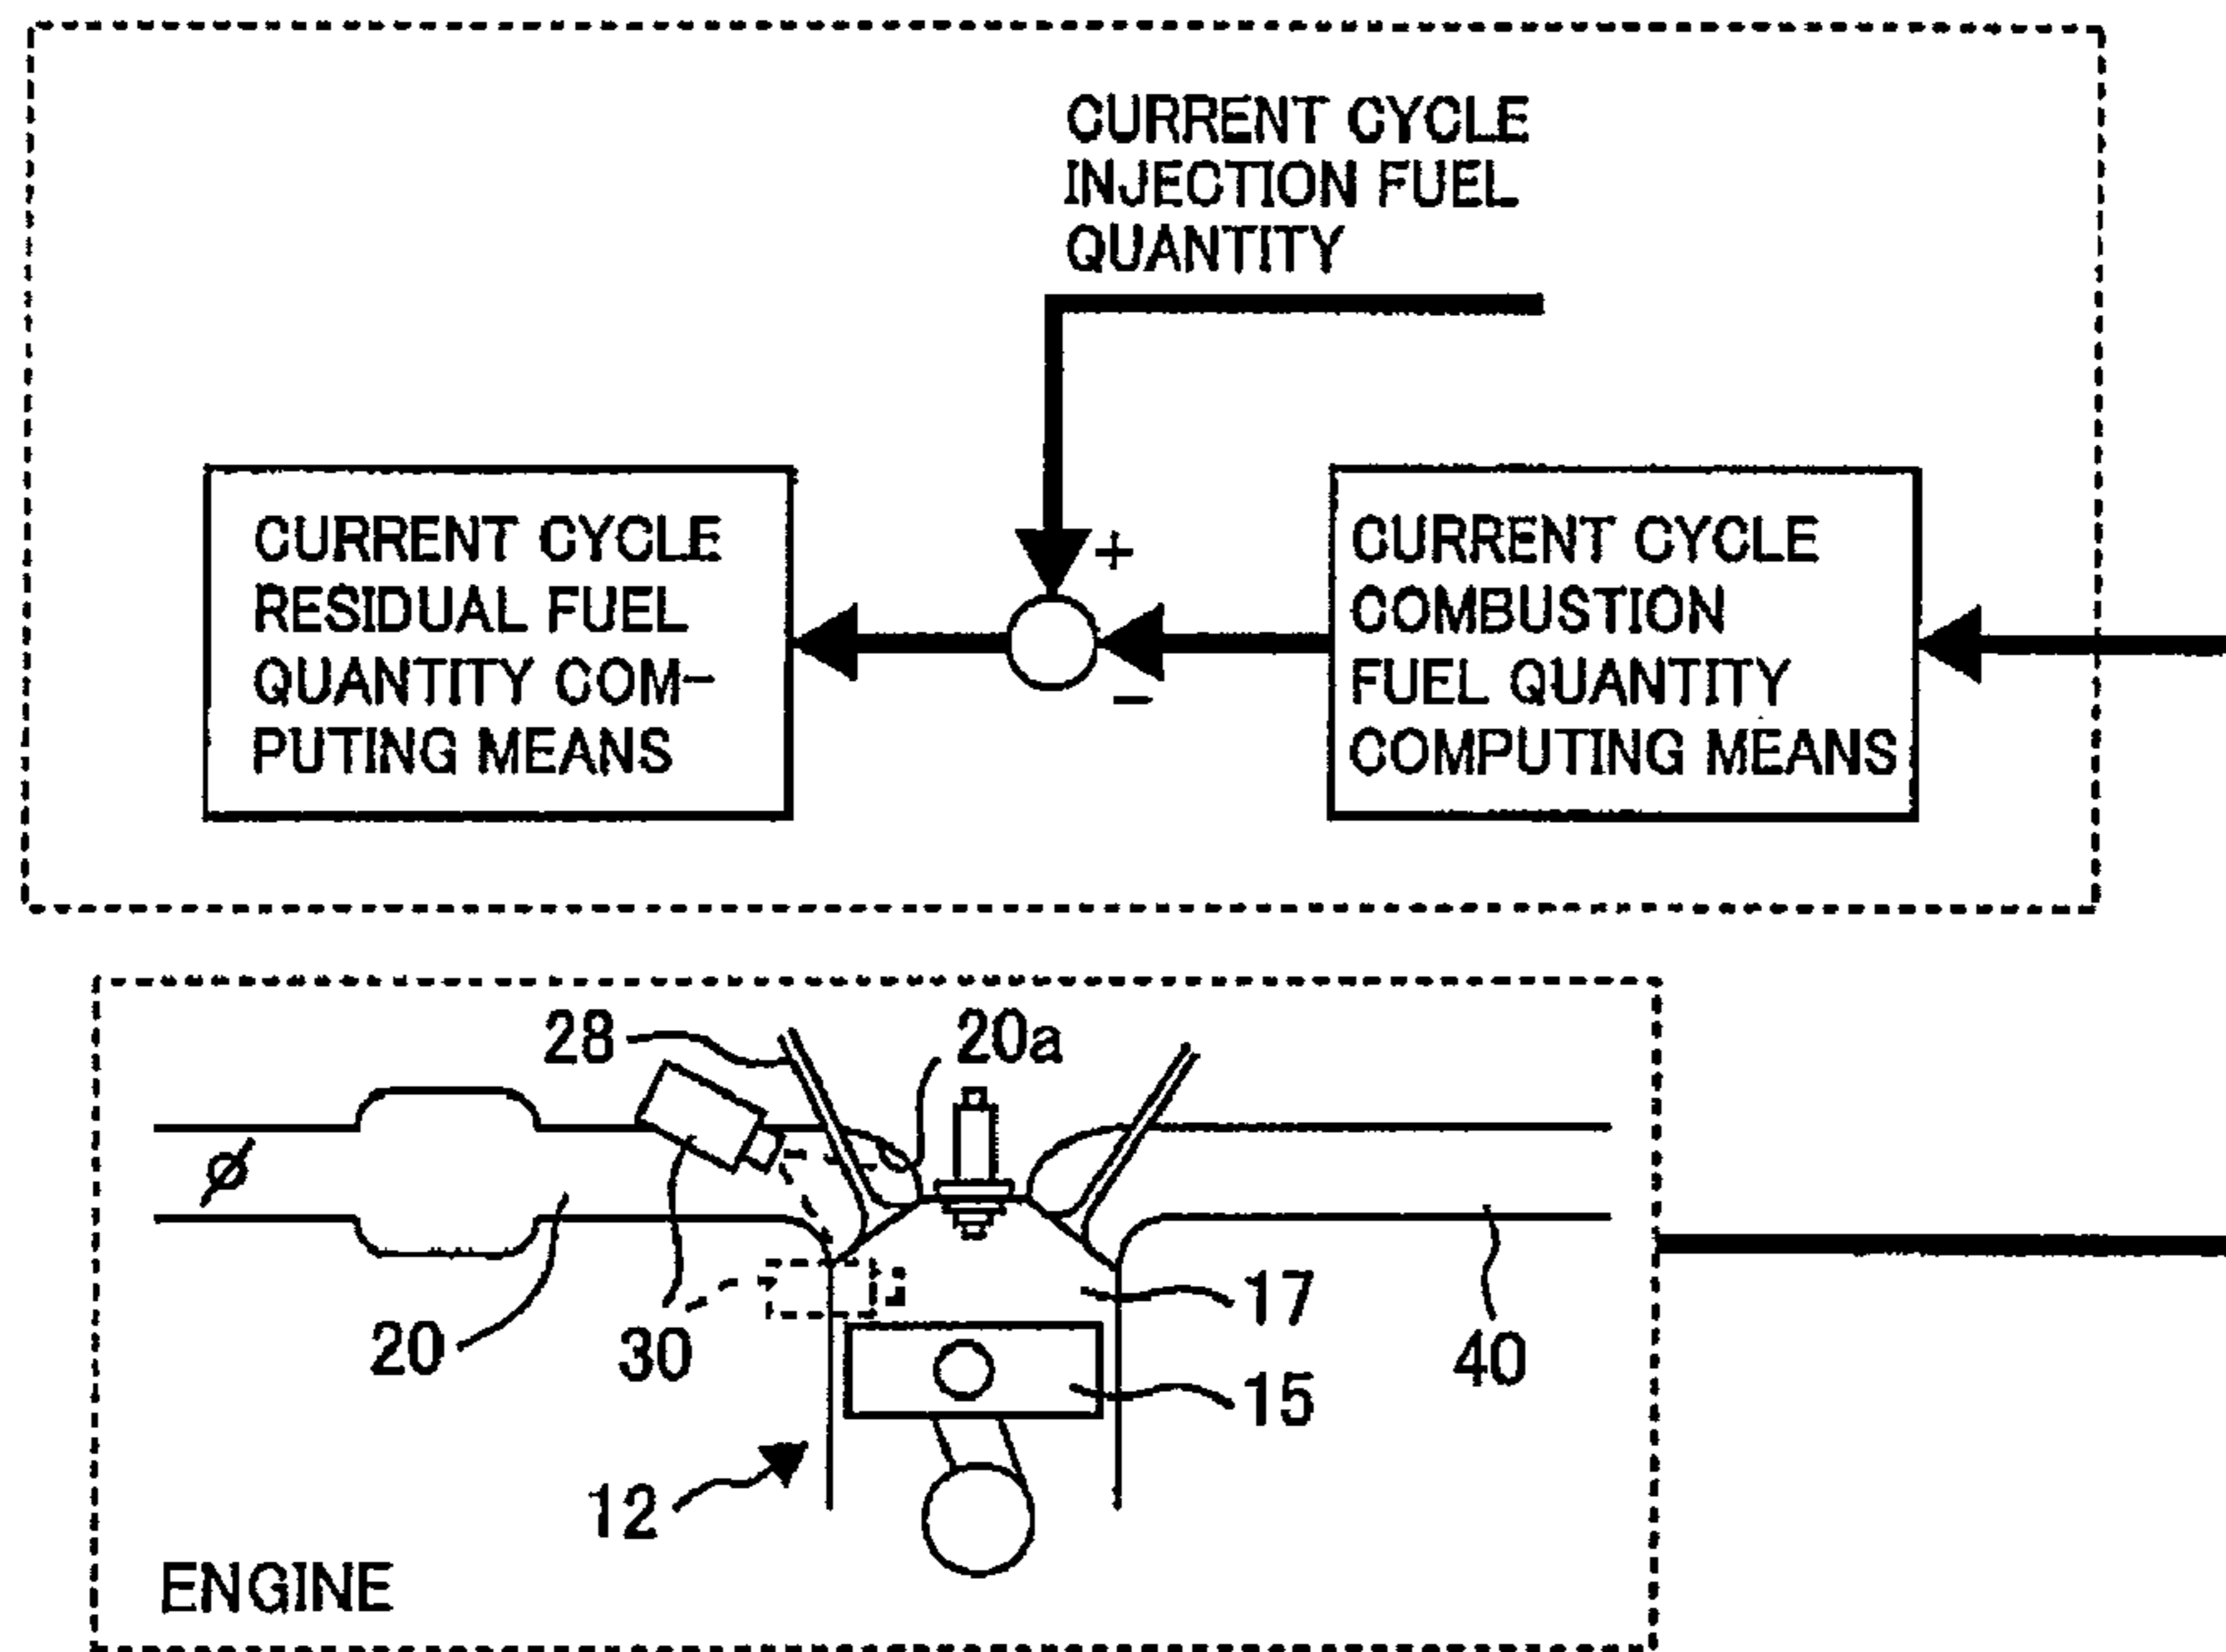 CURRENT CYCLE
INJECTION FUEL
QUANTITY
+
−
CURRENT CYCLE
RESIDUAL FUEL
QUANTITY COM-
PUTING MEANS
CURRENT CYCLE
COMBUSTION
FUEL QUANTITY
COMPUTING MEANS
28
20a
20
30
17
40
15
12
ENGINE